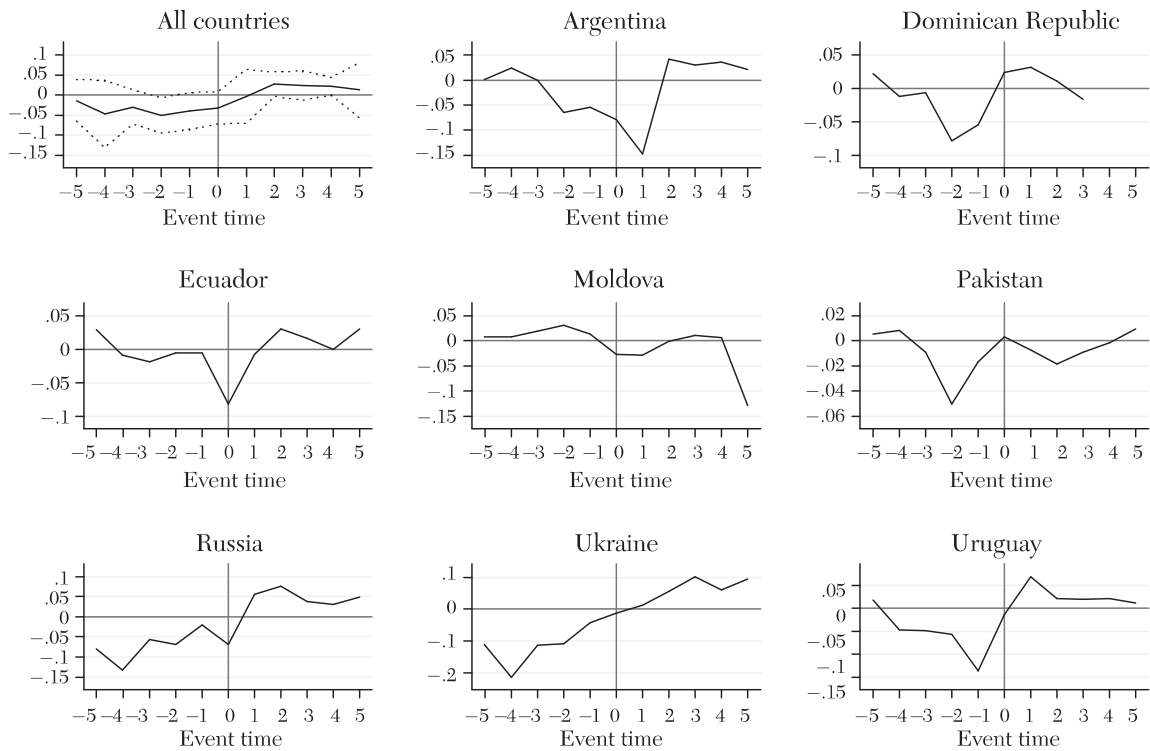 All countries
.1
.05
0
−.05
−.1
−.15
−5 −4 −3 −2 −1 0 1 2 3 4 5
Event time
Argentina
.05
0
−.05
−.1
−.15
−5 −4 −3 −2 −1 0 1 2 3 4 5
Event time
Dominican Republic
.05
0
−.05
−.1
−5 −4 −3 −2 −1 0 1 2 3 4 5
Event time
Ecuador
.05
0
−.05
−.1
−5 −4 −3 −2 −1 0 1 2 3 4 5
Event time
Moldova
.05
0
−.05
−.1
−.15
−5 −4 −3 −2 −1 0 1 2 3 4 5
Event time
Pakistan
.02
0
−.02
−.04
−.06
−5 −4 −3 −2 −1 0 1 2 3 4 5
Event time
Russia
.1
.05
0
−.05
−.1
−.15
−5 −4 −3 −2 −1 0 1 2 3 4 5
Event time
Ukraine
.1
0
−.1
−.2
−5 −4 −3 −2 −1 0 1 2 3 4 5
Event time
Uruguay
.05
0
−.05
−.1
−.15
−5 −4 −3 −2 −1 0 1 2 3 4 5
Event time